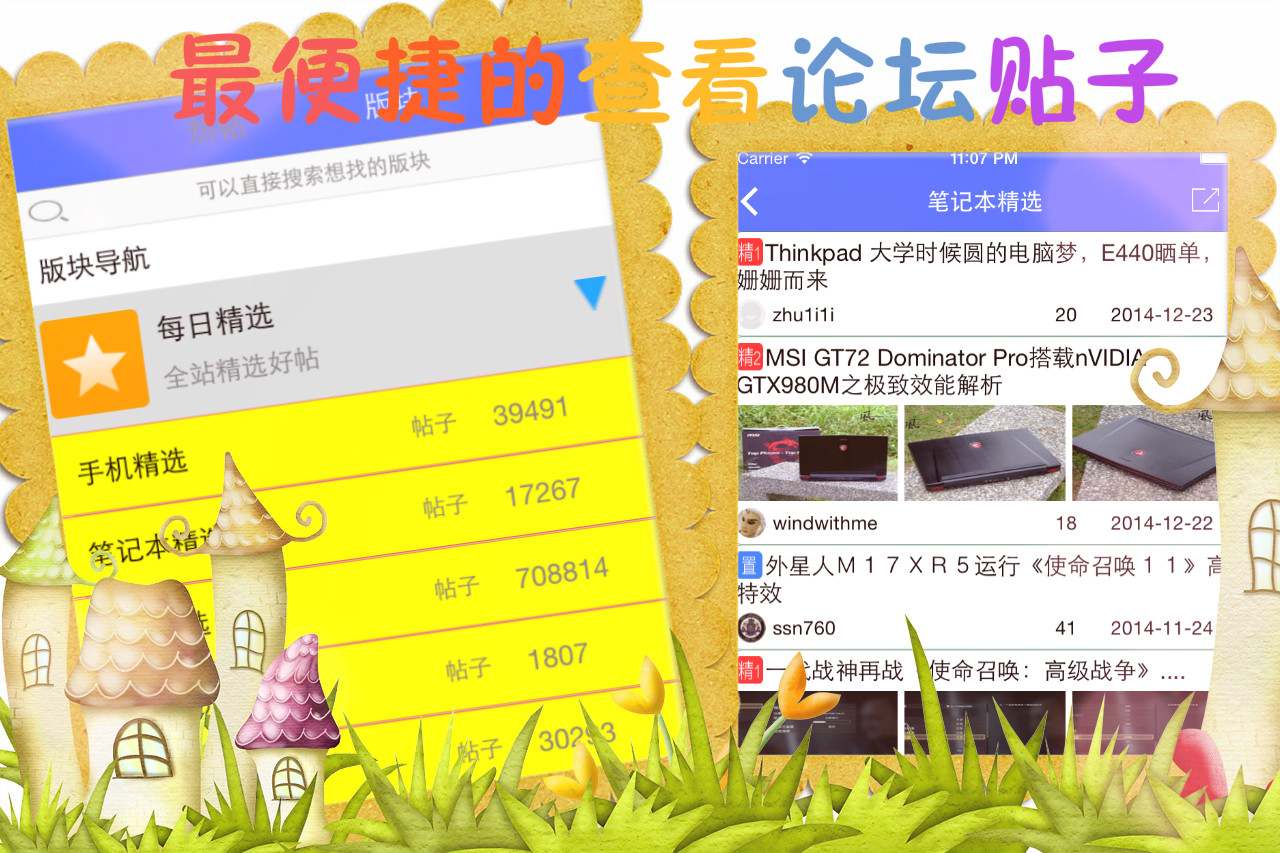 最便捷的查看论坛贴子
版块
可以直接搜索想找的版块
版块导航
每日精选
全站精选好帖
手机精选
帖子 39491
笔记本精选
帖子 17267
选
帖子 708814
帖子 1807
帖子 30293
Carrier 11:07 PM
笔记本精选
精1 Thinkpad 大学时候圆的电脑梦，E440晒单，
姗姗而来
zhu1i1i 20 2014-12-23
精2 MSI GT72 Dominator Pro搭载nVIDIA
GTX980M之极致效能解析
windwithme 18 2014-12-22
置 外星人Ｍ１７ＸＲ５运行《使命召唤１１》高
特效
ssn760 41 2014-11-24
精1 一代战神再战《使命召唤：高级战争》....